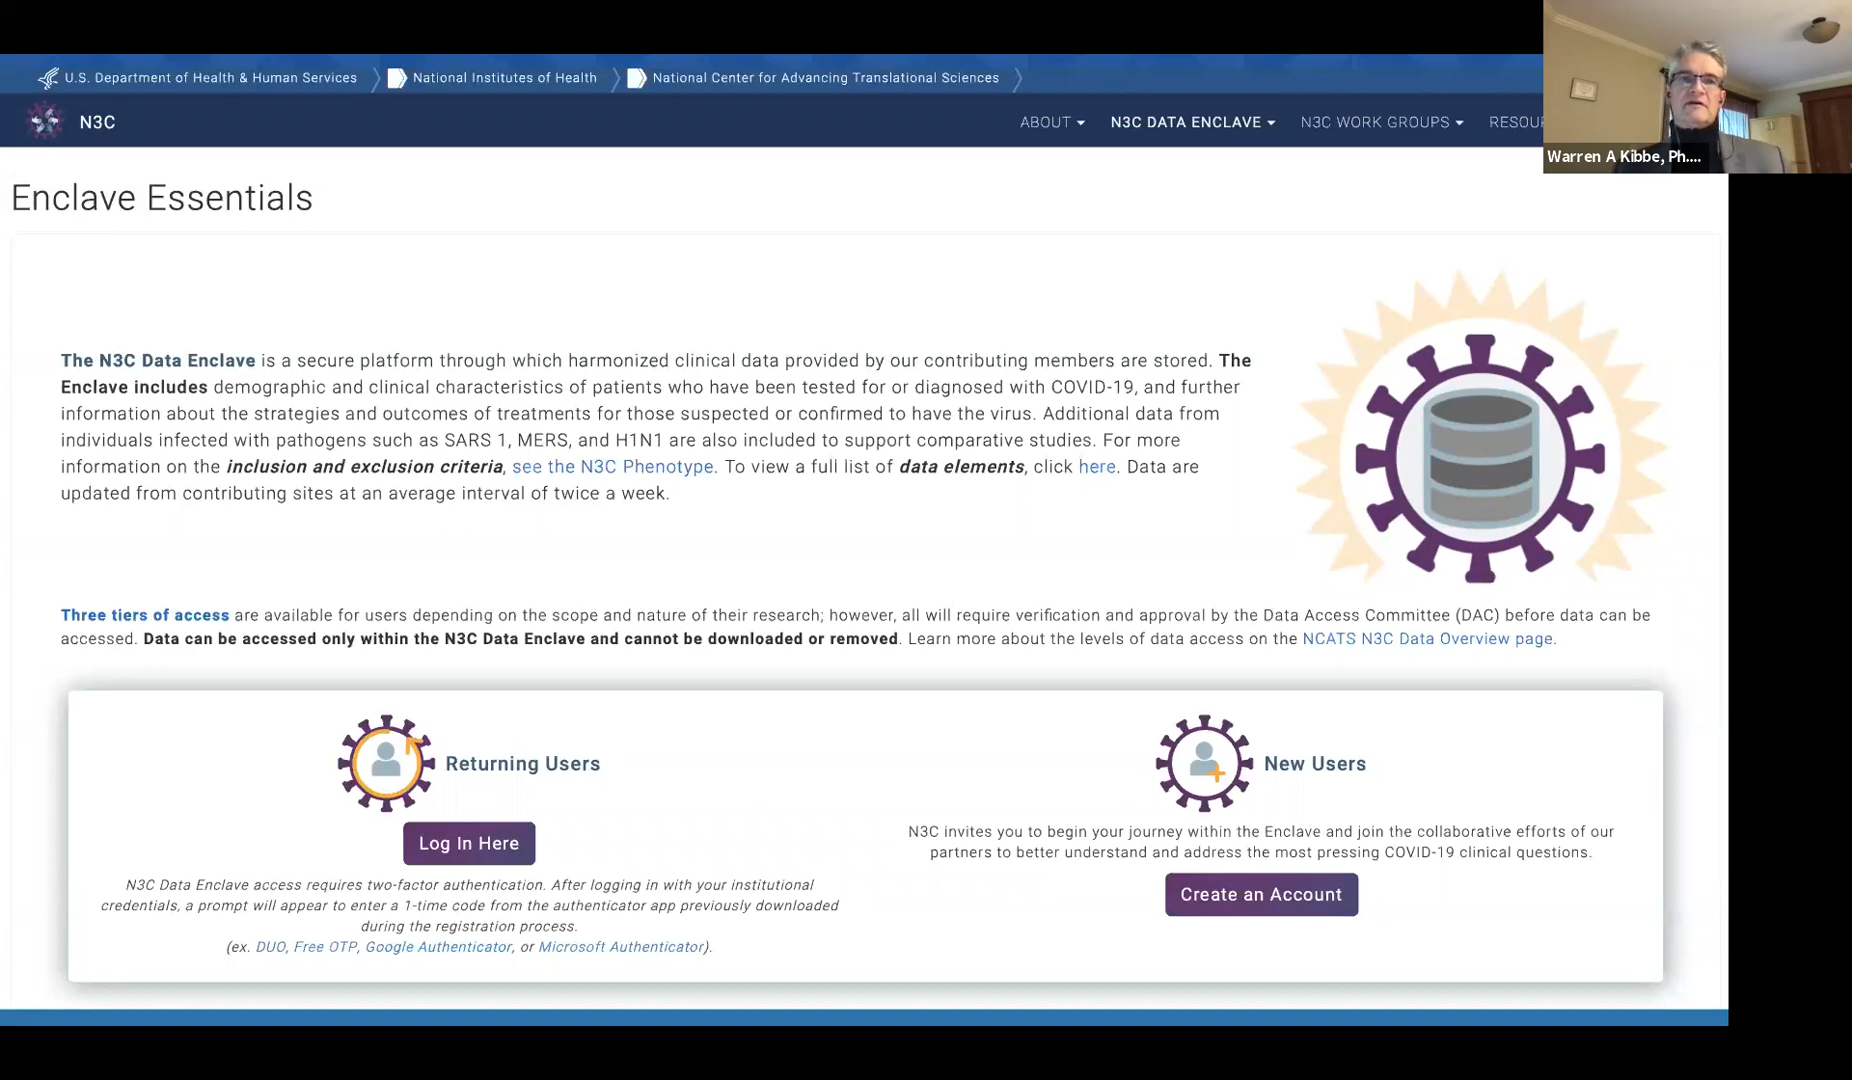 U.S. Department of Health & Human Services
National Institutes of Health
National Center for Advancing Translational Sciences
N3C
ABOUT
N3C DATA ENCLAVE
N3C WORK GROUPS
RESOU
Warren A Kibbe, Ph....
Enclave Essentials
The N3C Data Enclave is a secure platform through which harmonized clinical data provided by our contributing members are stored. The
Enclave includes demographic and clinical characteristics of patients who have been tested for or diagnosed with COVID-19, and further
information about the strategies and outcomes of treatments for those suspected or confirmed to have the virus. Additional data from
individuals infected with pathogens such as SARS 1, MERS, and H1N1 are also included to support comparative studies. For more
information on the inclusion and exclusion criteria, see the N3C Phenotype. To view a full list of data elements, click here. Data are
updated from contributing sites at an average interval of twice a week.
Three tiers of access are available for users depending on the scope and nature of their research; however, all will require verification and approval by the Data Access Committee (DAC) before data can be
accessed. Data can be accessed only within the N3C Data Enclave and cannot be downloaded or removed. Learn more about the levels of data access on the NCATS N3C Data Overview page.
Returning Users
Log In Here
N3C Data Enclave access requires two-factor authentication. After logging in with your institutional
credentials, a prompt will appear to enter a 1-time code from the authenticator app previously downloaded
during the registration process.
(ex. DUO, Free OTP, Google Authenticator, or Microsoft Authenticator).
New Users
N3C invites you to begin your journey within the Enclave and join the collaborative efforts of our
partners to better understand and address the most pressing COVID-19 clinical questions.
Create an Account